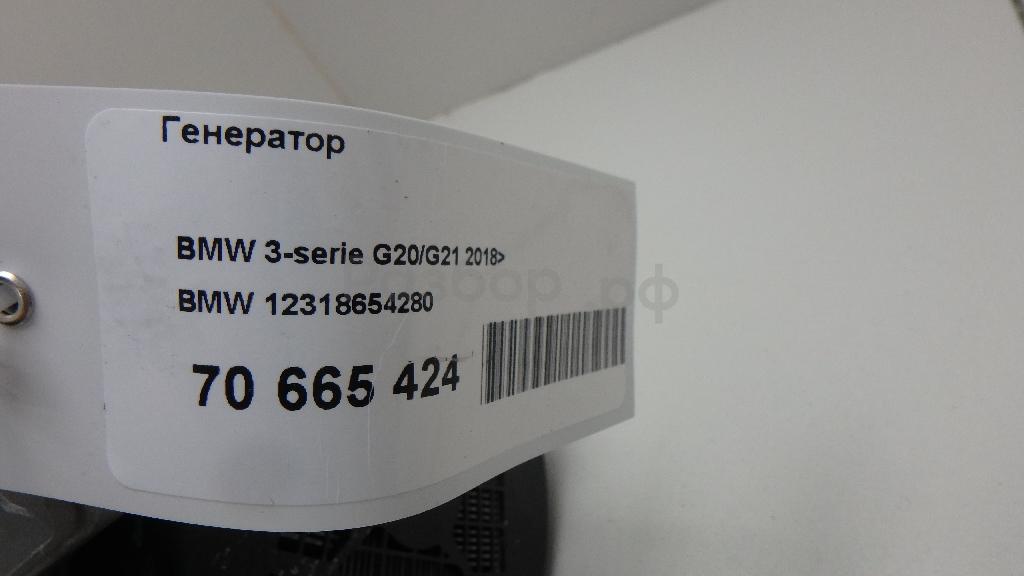 Генератор
BMW 3-serie G20/G21 2018>
BMW 12318654280
70 665 424